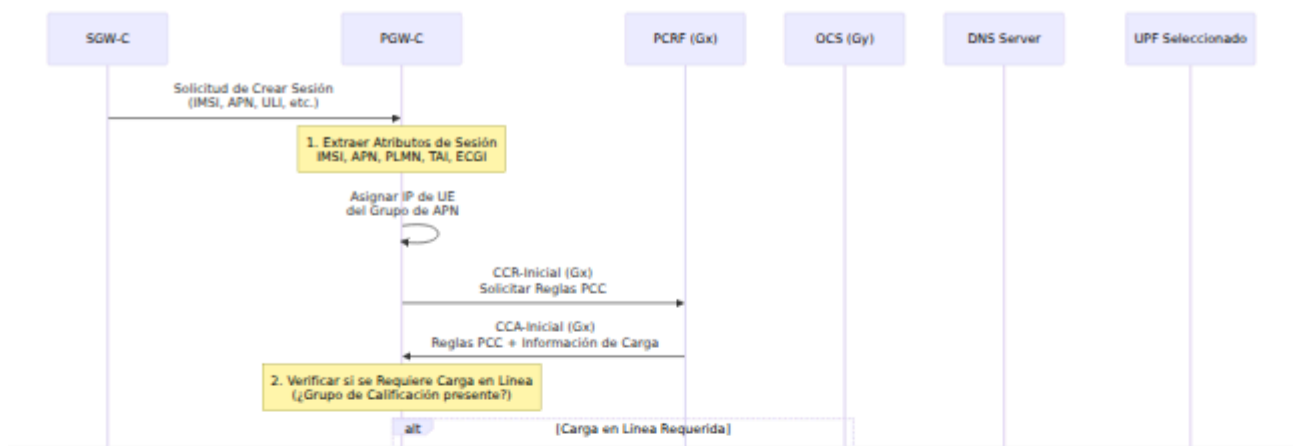 SGW-C
PGW-C
PCRF (Gx)
OCS (Gy)
DNS Server
UPF Seleccionado
Solicitud de Crear Sesión
(IMSI, APN, ULI, etc.)
1. Extraer Atributos de Sesión
IMSI, APN, PLMN, TAI, ECGI
Asignar IP de UE
del Grupo de APN
CCR-Inicial (Gx)
Solicitar Reglas PCC
CCA-Inicial (Gx)
Reglas PCC + Información de Carga
2. Verificar si se Requiere Carga en Línea
(¿Grupo de Calificación presente?)
alt
[Carga en Línea Requerida]